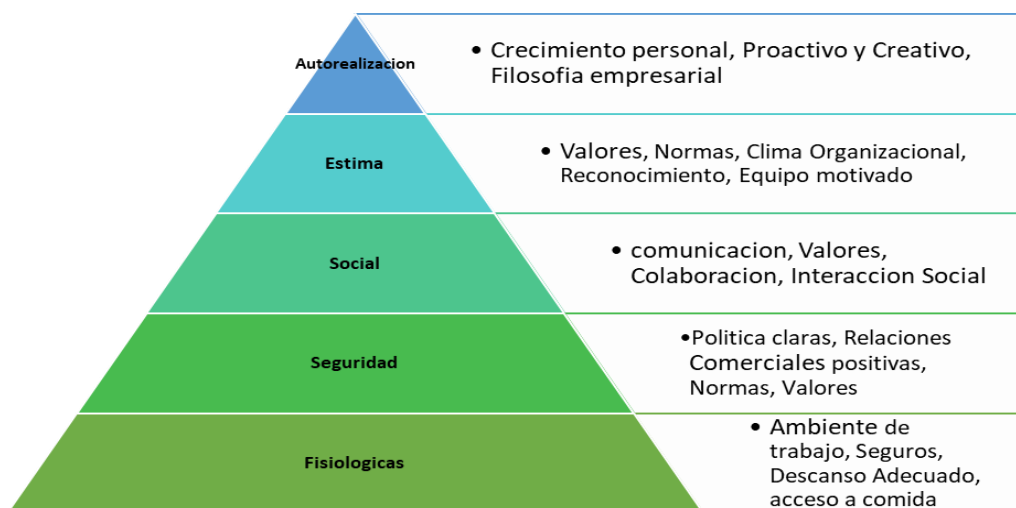 Autorealizacion
• Crecimiento personal, Proactivo y Creativo,
Filosofia empresarial
Estima
• Valores, Normas, Clima Organizacional,
Reconocimiento, Equipo motivado
Social
• comunicacion, Valores,
Colaboracion, Interaccion Social
Seguridad
•Politica claras, Relaciones
Comerciales positivas,
Normas, Valores
Fisiologicas
• Ambiente de
trabajo, Seguros,
Descanso Adecuado,
acceso a comida